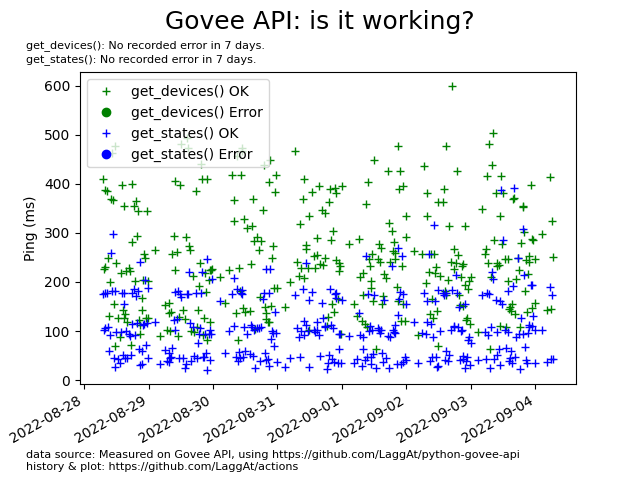 Govee API: is it working?
get_devices(): No recorded error in 7 days.
get_states(): No recorded error in 7 days.
get_devices() OK
get_devices() Error
get_states() OK
get_states() Error
Ping (ms)
600
500
400
300
200
100
0
2022-08-28
2022-08-29
2022-08-30
2022-08-31
2022-09-01
2022-09-02
2022-09-03
2022-09-04
data source: Measured on Govee API, using https://github.com/LaggAt/python-govee-api
history & plot: https://github.com/LaggAt/actions